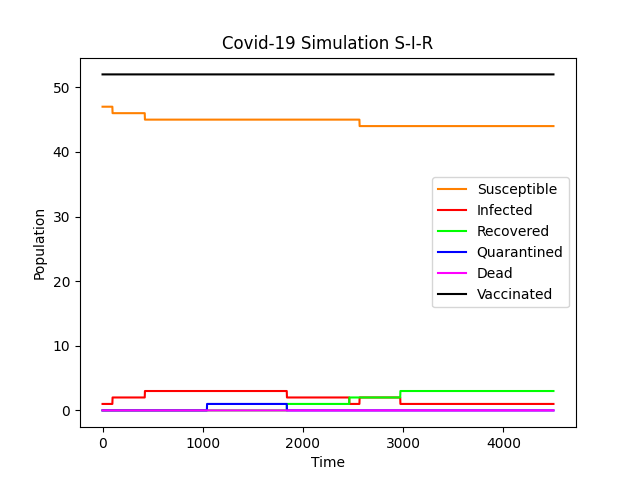 Covid-19 Simulation S-I-R
50
40
30
20
10
0
Population
Susceptible
Infected
Recovered
Quarantined
Dead
Vaccinated
0 1000 2000 3000 4000
Time